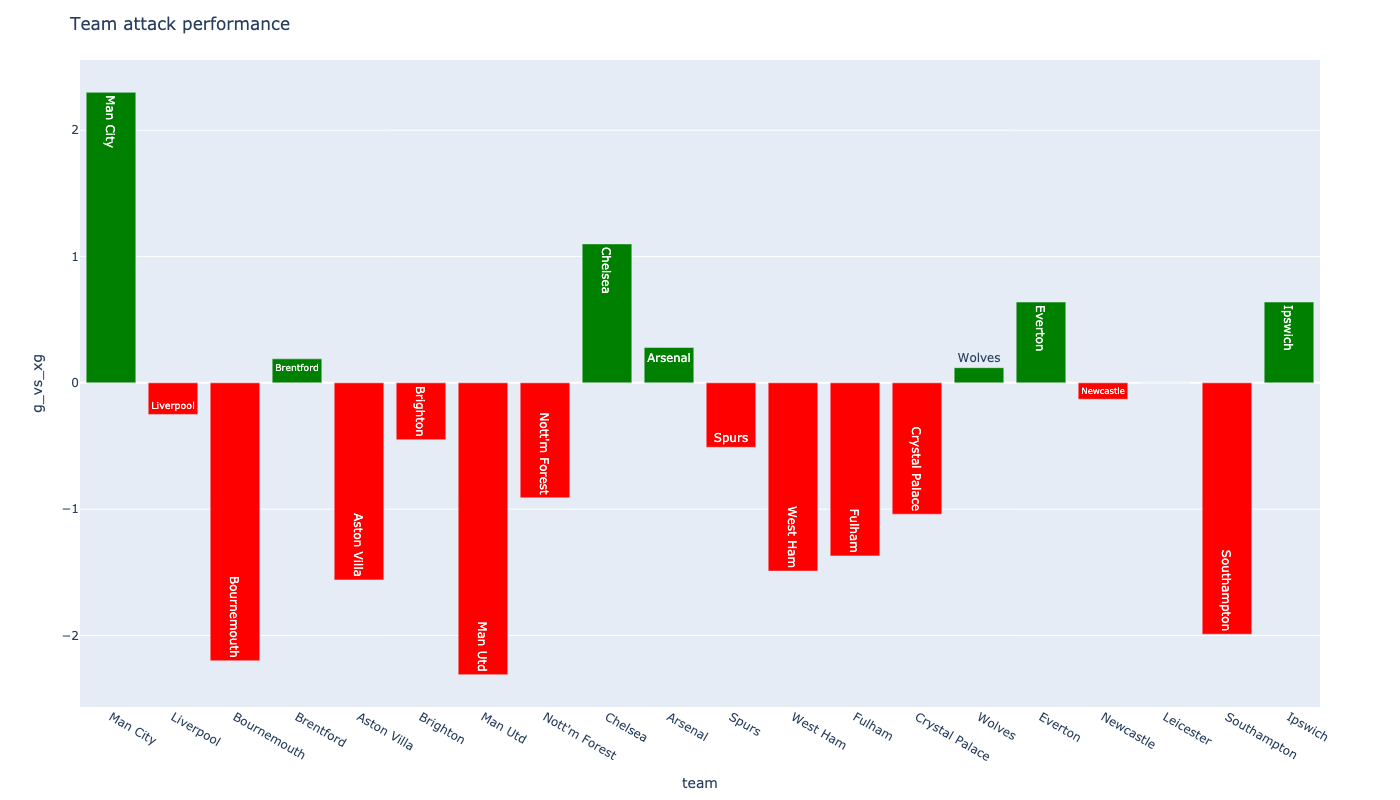 Team attack performance
g_vs_xg
2
1
0
−1
−2
Man City
Liverpool
Bournemouth
Brentford
Aston Villa
Brighton
Man Utd
Nott'm Forest
Chelsea
Arsenal
Spurs
West Ham
Fulham
Crystal Palace
Wolves
Everton
Newcastle
Southampton
Ipswich
Man City
Liverpool
Bournemouth
Brentford
Aston Villa
Brighton
Man Utd
Nott'm Forest
Chelsea
Arsenal
Spurs
West Ham
Fulham
Crystal Palace
Wolves
Everton
Newcastle
Leicester
Southampton
Ipswich
team